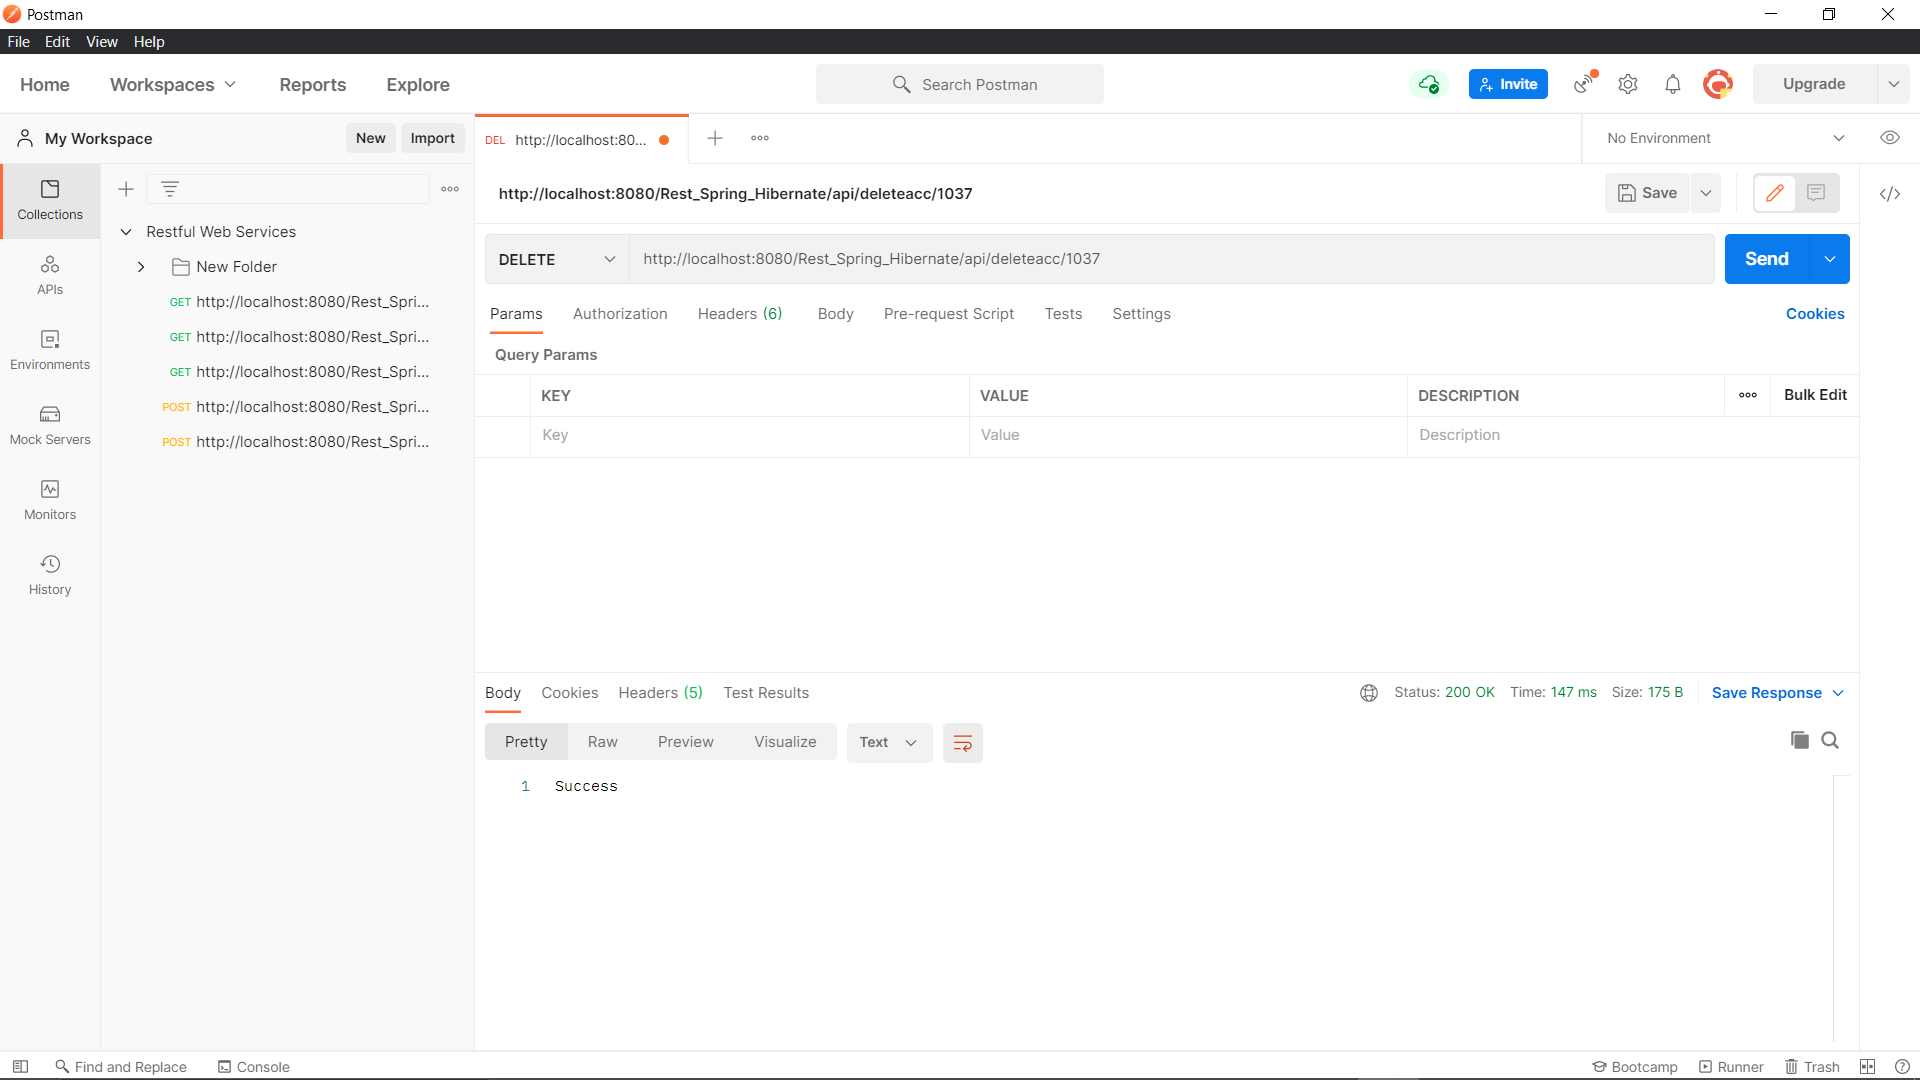 Postman
File Edit View Help
Home Workspaces Reports Explore Search Postman Invite Upgrade
My Workspace New Import DEL http://localhost:80... No Environment
Collections
http://localhost:8080/Rest_Spring_Hibernate/api/deleteacc/1037 Save
Restful Web Services
New Folder
DELETE http://localhost:8080/Rest_Spring_Hibernate/api/deleteacc/1037 Send
APIs
GET http://localhost:8080/Rest_Spri...
Params Authorization Headers (6) Body Pre-request Script Tests Settings Cookies
GET http://localhost:8080/Rest_Spri...
Query Params
Environments
GET http://localhost:8080/Rest_Spri...
KEY VALUE DESCRIPTION Bulk Edit
POST http://localhost:8080/Rest_Spri...
Key Value Description
Mock Servers
POST http://localhost:8080/Rest_Spri...
Monitors
History
Body Cookies Headers (5) Test Results Status: 200 OK Time: 147 ms Size: 175 B Save Response
Pretty Raw Preview Visualize Text
1 Success
Find and Replace Console Bootcamp Runner Trash